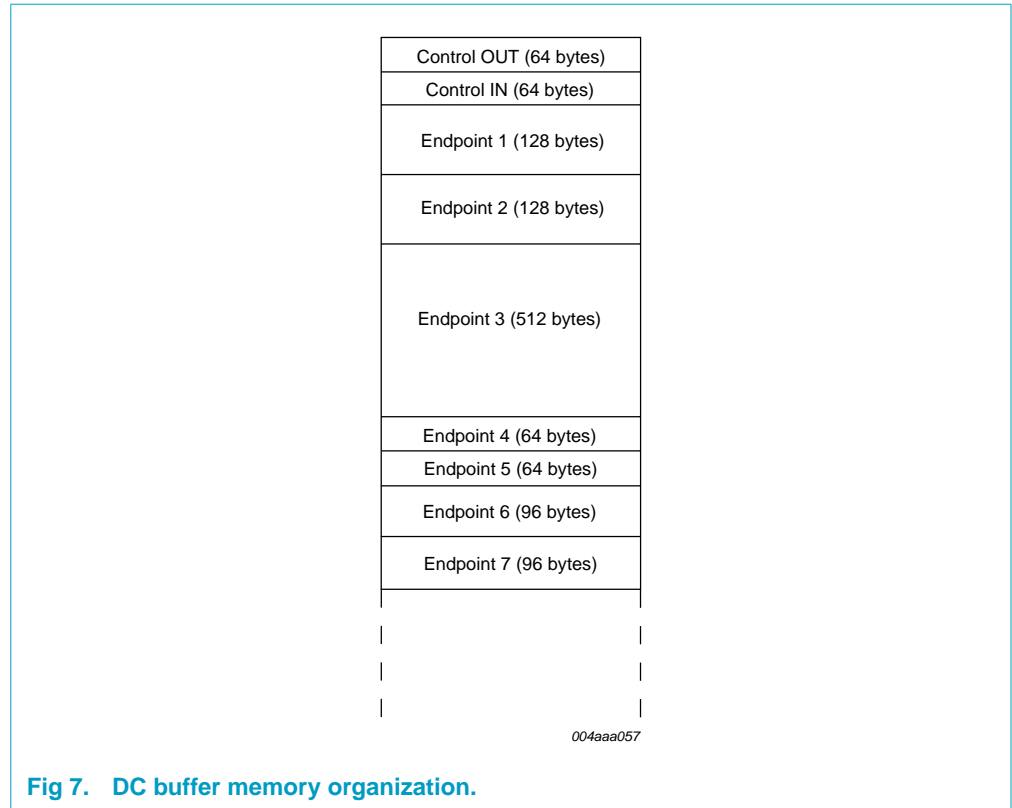 Control OUT (64 bytes)
Control IN (64 bytes)
Endpoint 1 (128 bytes)
Endpoint 2 (128 bytes)
Endpoint 3 (512 bytes)
Endpoint 4 (64 bytes)
Endpoint 5 (64 bytes)
Endpoint 6 (96 bytes)
Endpoint 7 (96 bytes)
004aaa057
Fig 7. DC buffer memory organization.